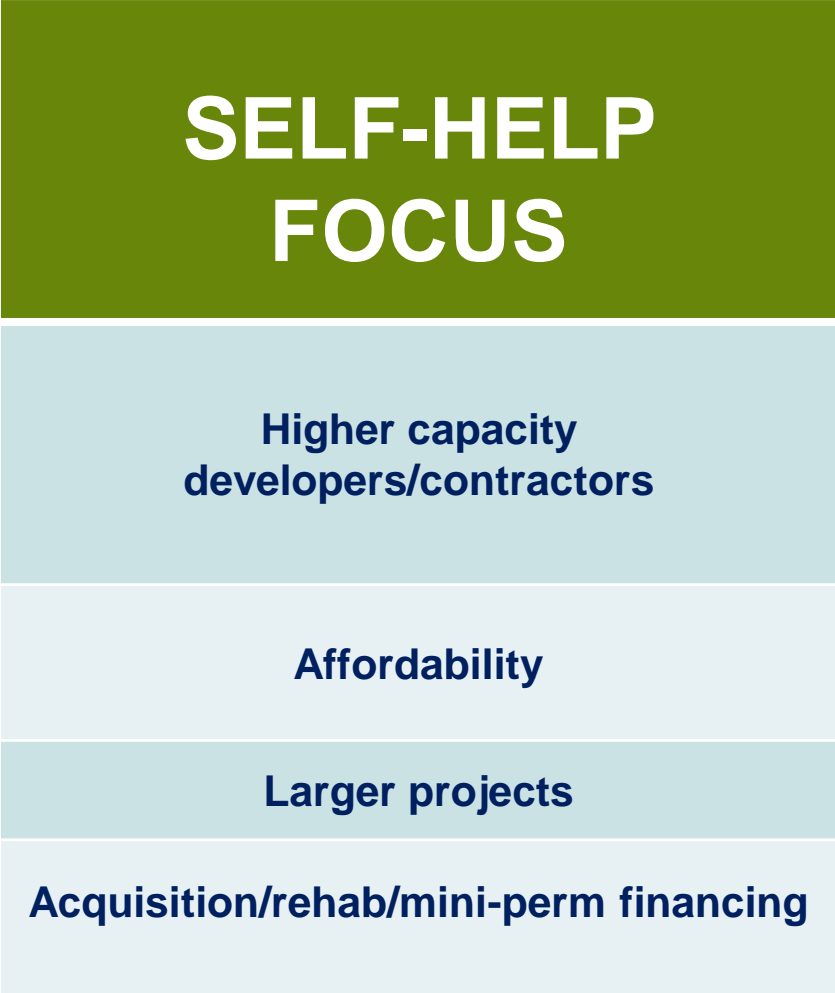 SELF-HELP
FOCUS
Higher capacity
developers/contractors
Affordability
Larger projects
Acquisition/rehab/mini-perm financing